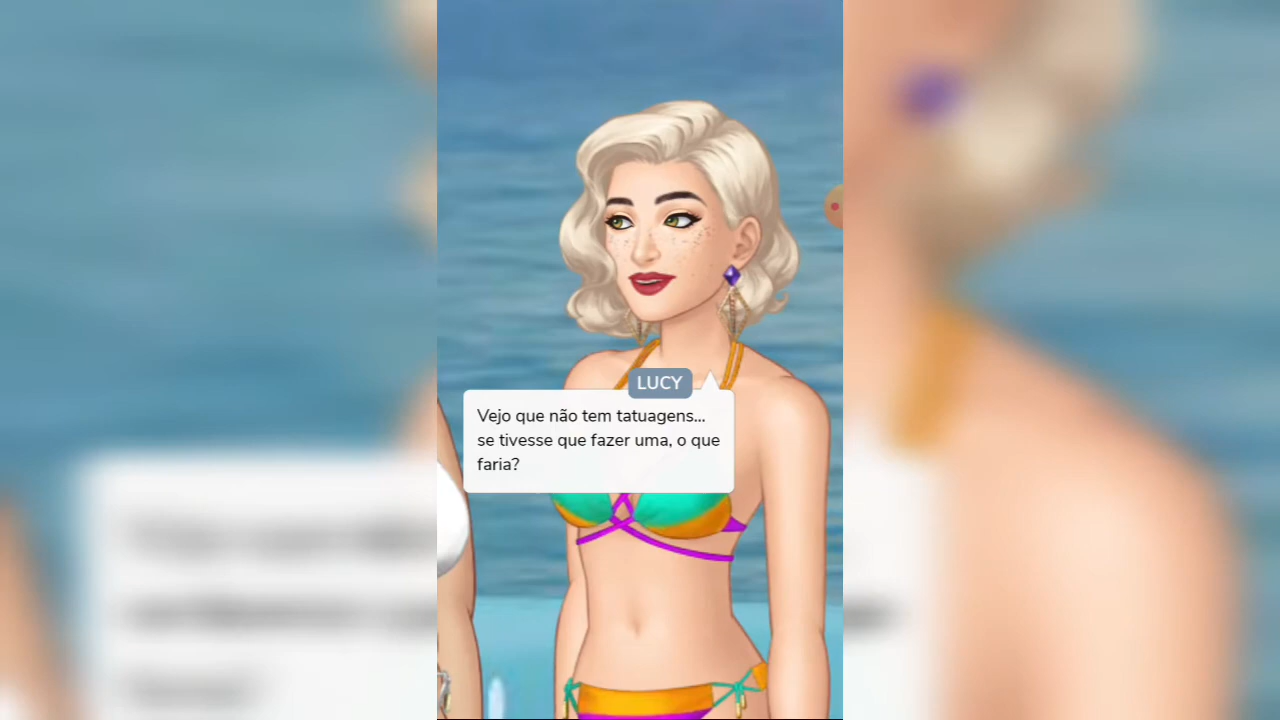 LUCY
Vejo que não tem tatuagens...
se tivesse que fazer uma, o que
faria?